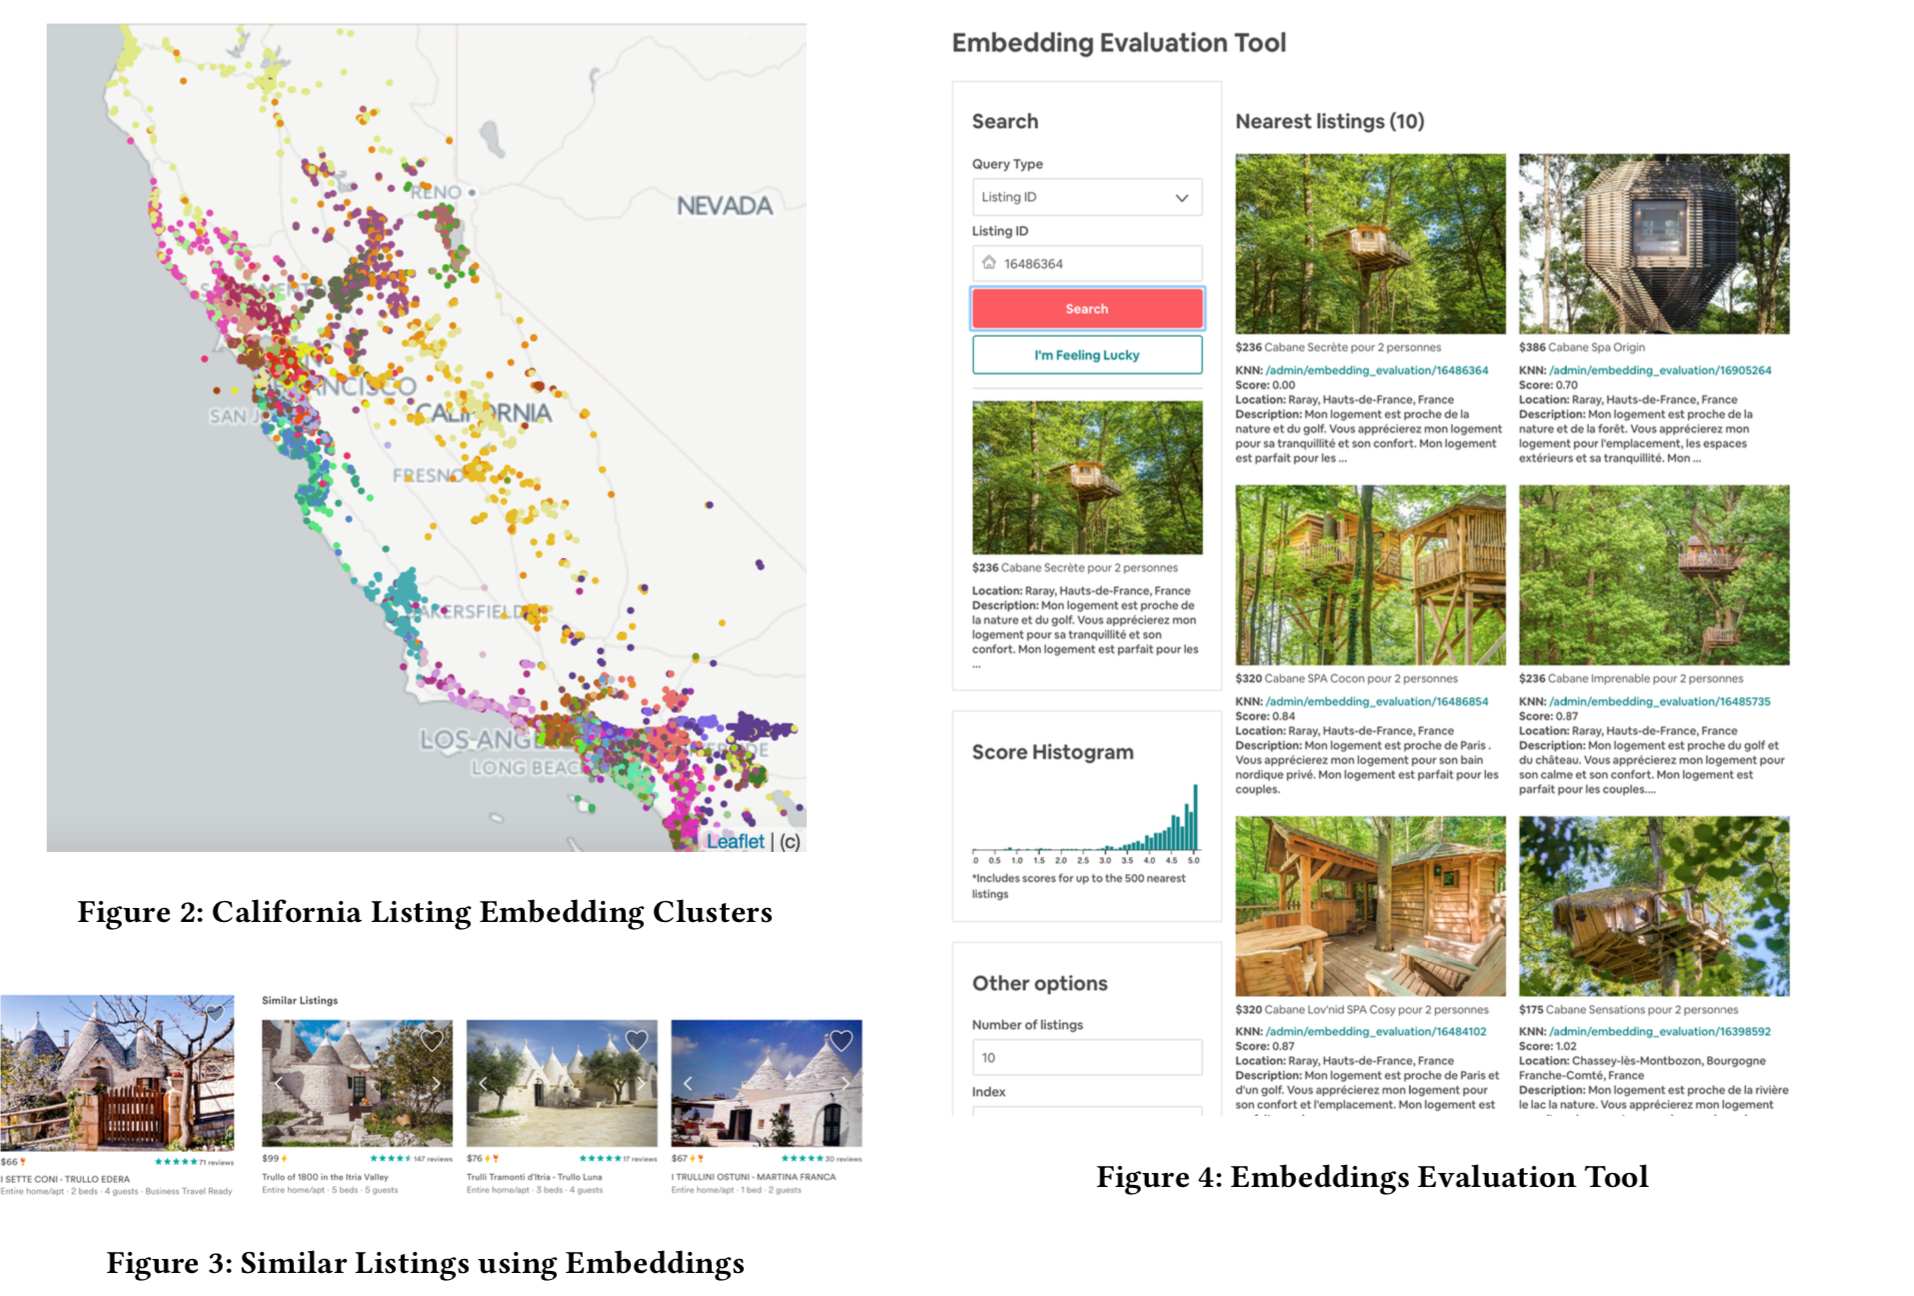 RENO
NEVADA
CALIFORNIA
SAN J
FRESNO
AKERSFIELD
LOS ANGE
LONG BEAC
Leaflet | (c)
Figure 2: California Listing Embedding Clusters
$66
71 reviews
I SETTE CONI - TRULLO EDERA
Entire home/apt · 2 beds · 4 guests · Business Travel Ready
Similar Listings
$99
147 reviews
Trullo of 1800 in the Itria Valley
Entire home/apt · 5 beds · 5 guests
$76
17 reviews
Trulli Tramonti d'Itria - Trullo Luna
Entire home/apt · 3 beds · 4 guests
$67
30 reviews
I TRULLINI OSTUNI - MARTINA FRANCA
Entire home/apt · 1 bed · 2 guests
Figure 3: Similar Listings using Embeddings
Embedding Evaluation Tool
Search
Query Type
Listing ID
Listing ID
16486364
Search
I'm Feeling Lucky
$236 Cabane Secrète pour 2 personnes
Location: Raray, Hauts-de-France, France
Description: Mon logement est proche de
la nature et du golf. Vous apprécierez mon
logement pour sa tranquillité et son
confort. Mon logement est parfait pour les
...
Score Histogram
.0 0.5 1.0 1.5 2.0 2.5 3.0 3.5 4.0 4.5 5.0
*Includes scores for up to the 500 nearest
listings
Other options
Number of listings
10
Index
Nearest listings (10)
$236 Cabane Secrète pour 2 personnes
KNN: /admin/embedding_evaluation/16486364
Score: 0.00
Location: Raray, Hauts-de-France, France
Description: Mon logement est proche de la
nature et du golf. Vous apprécierez mon logement
pour sa tranquillité et son confort. Mon logement
est parfait pour les ...
$386 Cabane Spa Origin
KNN: /admin/embedding_evaluation/16905264
Score: 0.70
Location: Raray, Hauts-de-France, France
Description: Mon logement est proche de la
nature et de la forêt. Vous apprécierez mon
logement pour l'emplacement, les espaces
extérieurs et sa tranquillité. Mon ...
$320 Cabane SPA Cocon pour 2 personnes
KNN: /admin/embedding_evaluation/16486854
Score: 0.84
Location: Raray, Hauts-de-France, France
Description: Mon logement est proche de Paris .
Vous apprécierez mon logement pour son bain
nordique privé. Mon logement est parfait pour les
couples.
$236 Cabane Imprenable pour 2 personnes
KNN: /admin/embedding_evaluation/16485735
Score: 0.87
Location: Raray, Hauts-de-France, France
Description: Mon logement est proche du golf et
du château. Vous apprécierez mon logement pour
son calme et son confort. Mon logement est
parfait pour les couples....
$320 Cabane Lov'nid SPA Cosy pour 2 personnes
KNN: /admin/embedding_evaluation/16484102
Score: 0.87
Location: Raray, Hauts-de-France, France
Description: Mon logement est proche de Paris et
d'un golf. Vous apprécierez mon logement pour
son confort et l'emplacement. Mon logement est
$175 Cabane Sensations pour 2 personnes
KNN: /admin/embedding_evaluation/16398592
Score: 1.02
Location: Chassey-lès-Montbozon, Bourgogne
Franche-Comté, France
Description: Mon logement est proche de la rivière
le lac la nature. Vous apprécierez mon logement
Figure 4: Embeddings Evaluation Tool